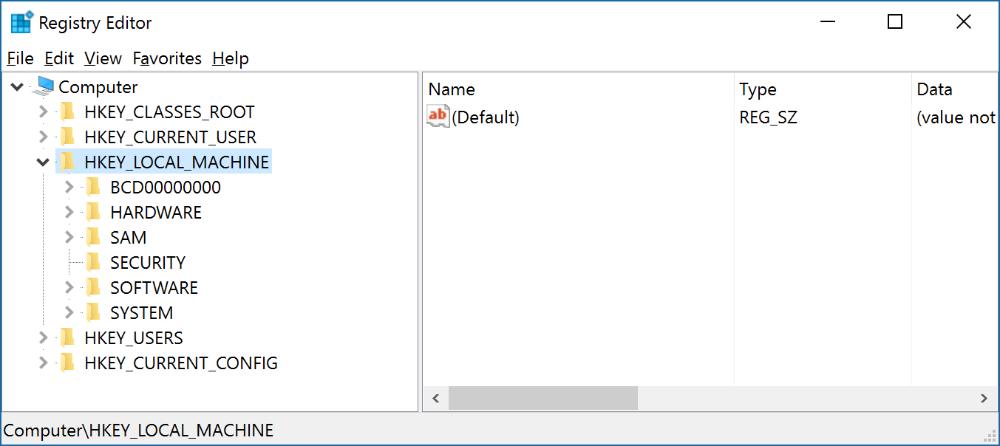 Registry Editor
File Edit View Favorites Help
Computer
HKEY_CLASSES_ROOT
HKEY_CURRENT_USER
HKEY_LOCAL_MACHINE
BCD00000000
HARDWARE
SAM
SECURITY
SOFTWARE
SYSTEM
HKEY_USERS
HKEY_CURRENT_CONFIG
Name Type Data
ab (Default) REG_SZ (value not
Computer\HKEY_LOCAL_MACHINE